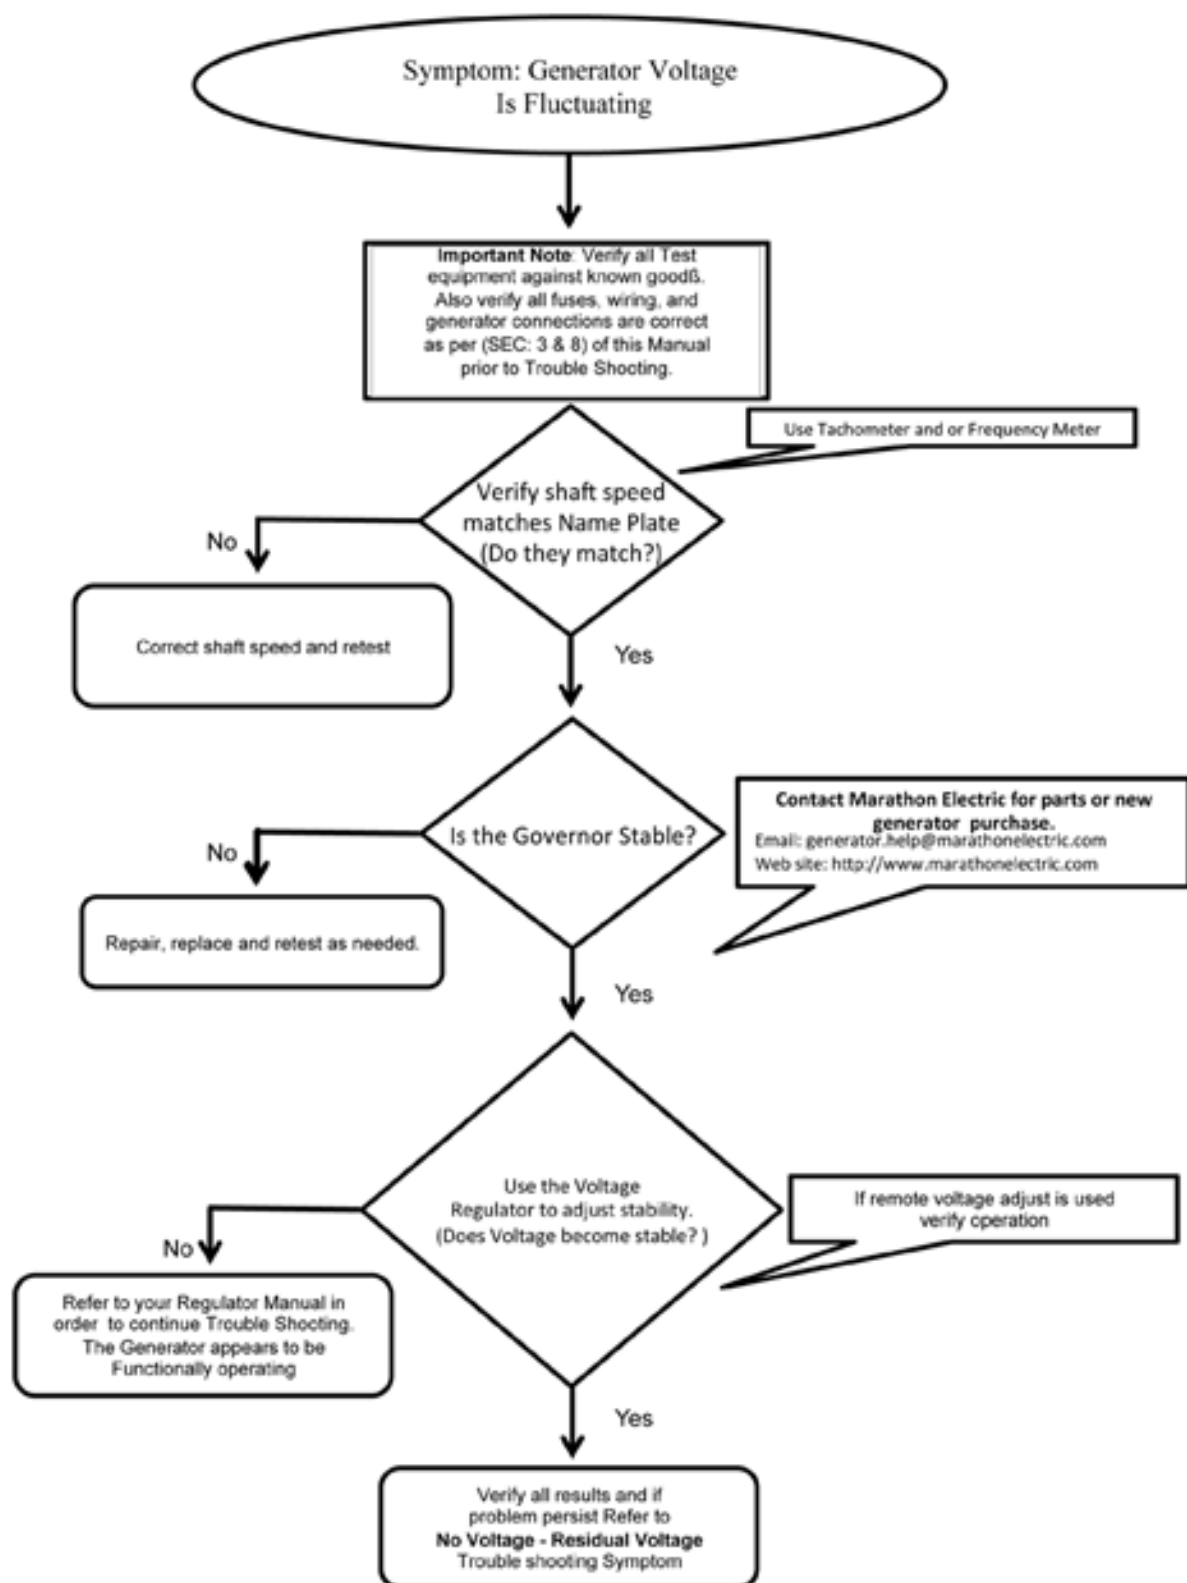 Symptom: Generator Voltage
Is Fluctuating
Important Note: Verify all Test
equipment against known goodß.
Also verify all fuses, wiring, and
generator connections are correct
as per (SEC: 3 & 8) of this Manual
prior to Trouble Shooting.
Use Tachometer and or Frequency Meter
Verify shaft speed
matches Name Plate
(Do they match?)
No
Correct shaft speed and retest
Yes
Is the Governor Stable?
Contact Marathon Electric for parts or new
generator purchase.
Email: generator.help@marathonelectric.com
Web site: http://www.marathonelectric.com
No
Repair, replace and retest as needed.
Yes
Use the Voltage
Regulator to adjust stability.
(Does Voltage become stable? )
If remote voltage adjust is used
verify operation
No
Refer to your Regulator Manual in
order to continue Trouble Shooting.
The Generator appears to be
Functionally operating
Yes
Verify all results and if
problem persist Refer to
No Voltage - Residual Voltage
Trouble shooting Symptom